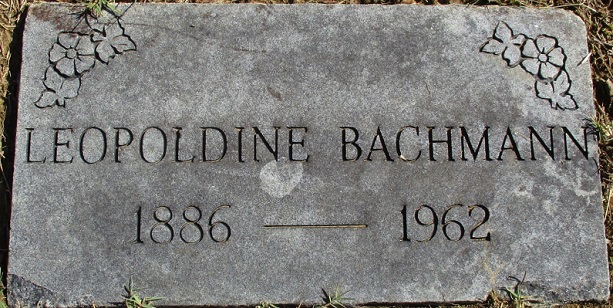 LEOPOLDINE BACHMANN
1886 — 1962